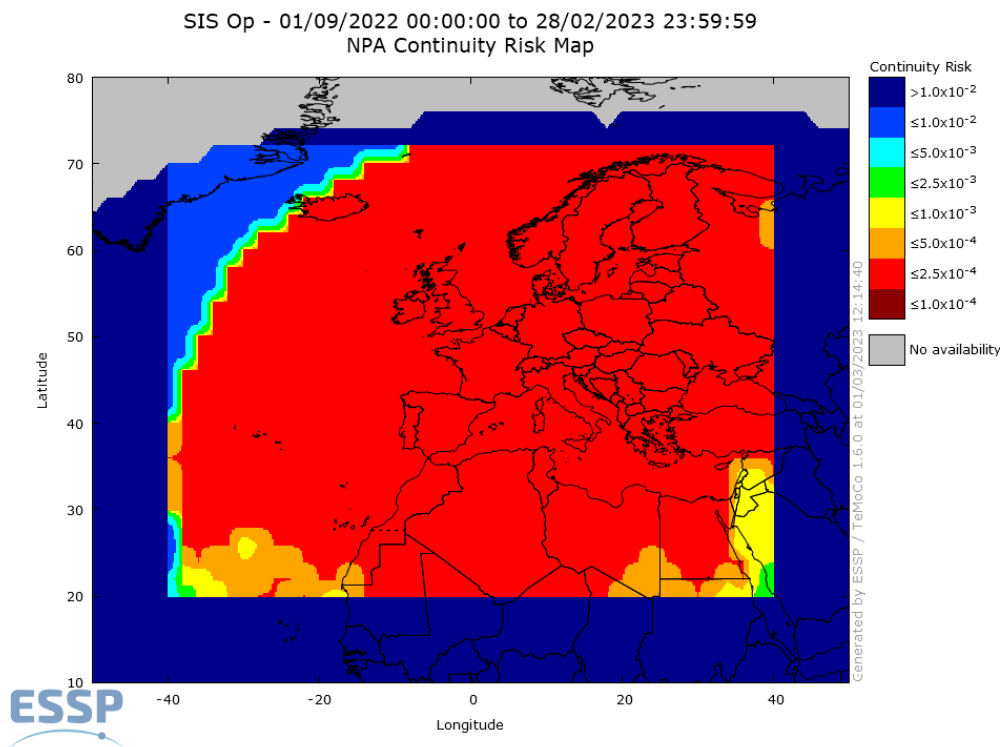 SIS Op - 01/09/2022 00:00:00 to 28/02/2023 23:59:59
NPA Continuity Risk Map
Continuity Risk
>1.0x10⁻²
≤1.0x10⁻²
≤5.0x10⁻³
≤2.5x10⁻³
≤1.0x10⁻³
≤5.0x10⁻⁴
≤2.5x10⁻⁴
≤1.0x10⁻⁴
No availability
80
70
60
50
40
30
20
10
Latitude
-40
-20
0
20
40
Longitude
Generated by ESSP / TeMoCo 1.6.0 at 01/03/2023 12:14:40
ESSP